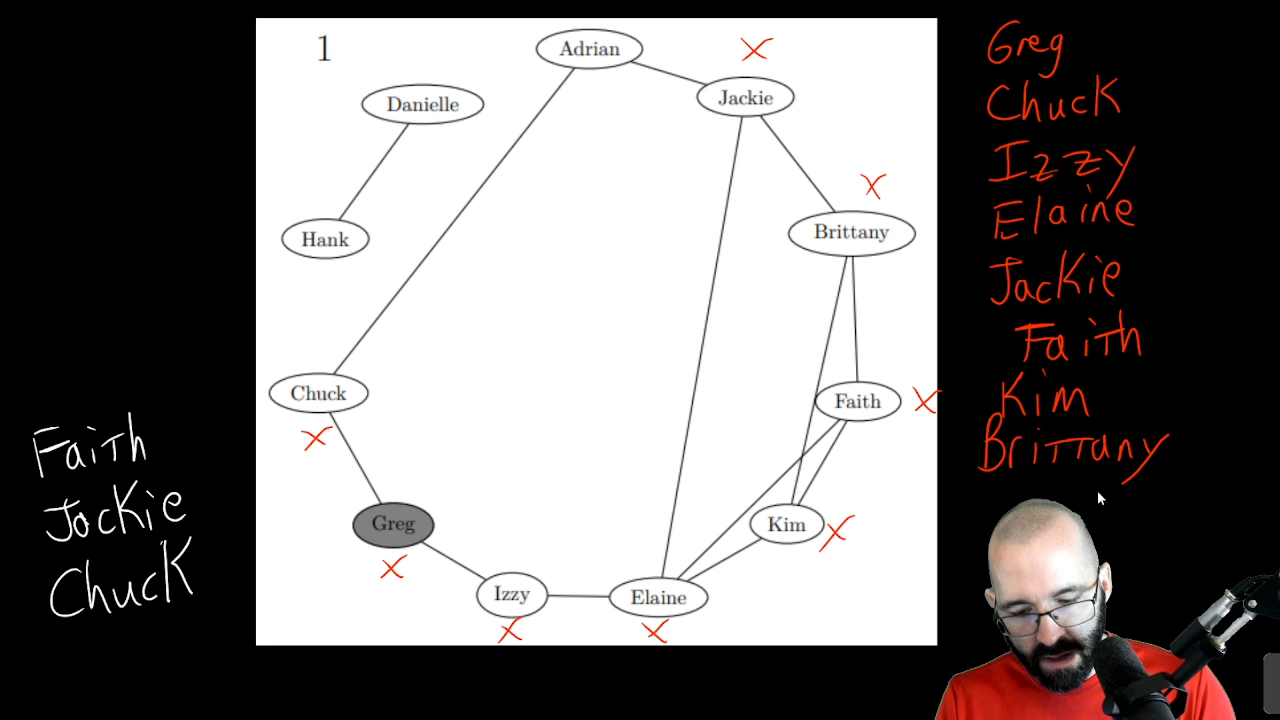 1
Adrian
Jackie
Danielle
Brittany
Hank
Chuck
Faith
Greg
Kim
Izzy
Elaine
Faith
Jackie
Chuck
Greg
Chuck
Izzy
Elaine
Jackie
Faith
Kim
Brittany